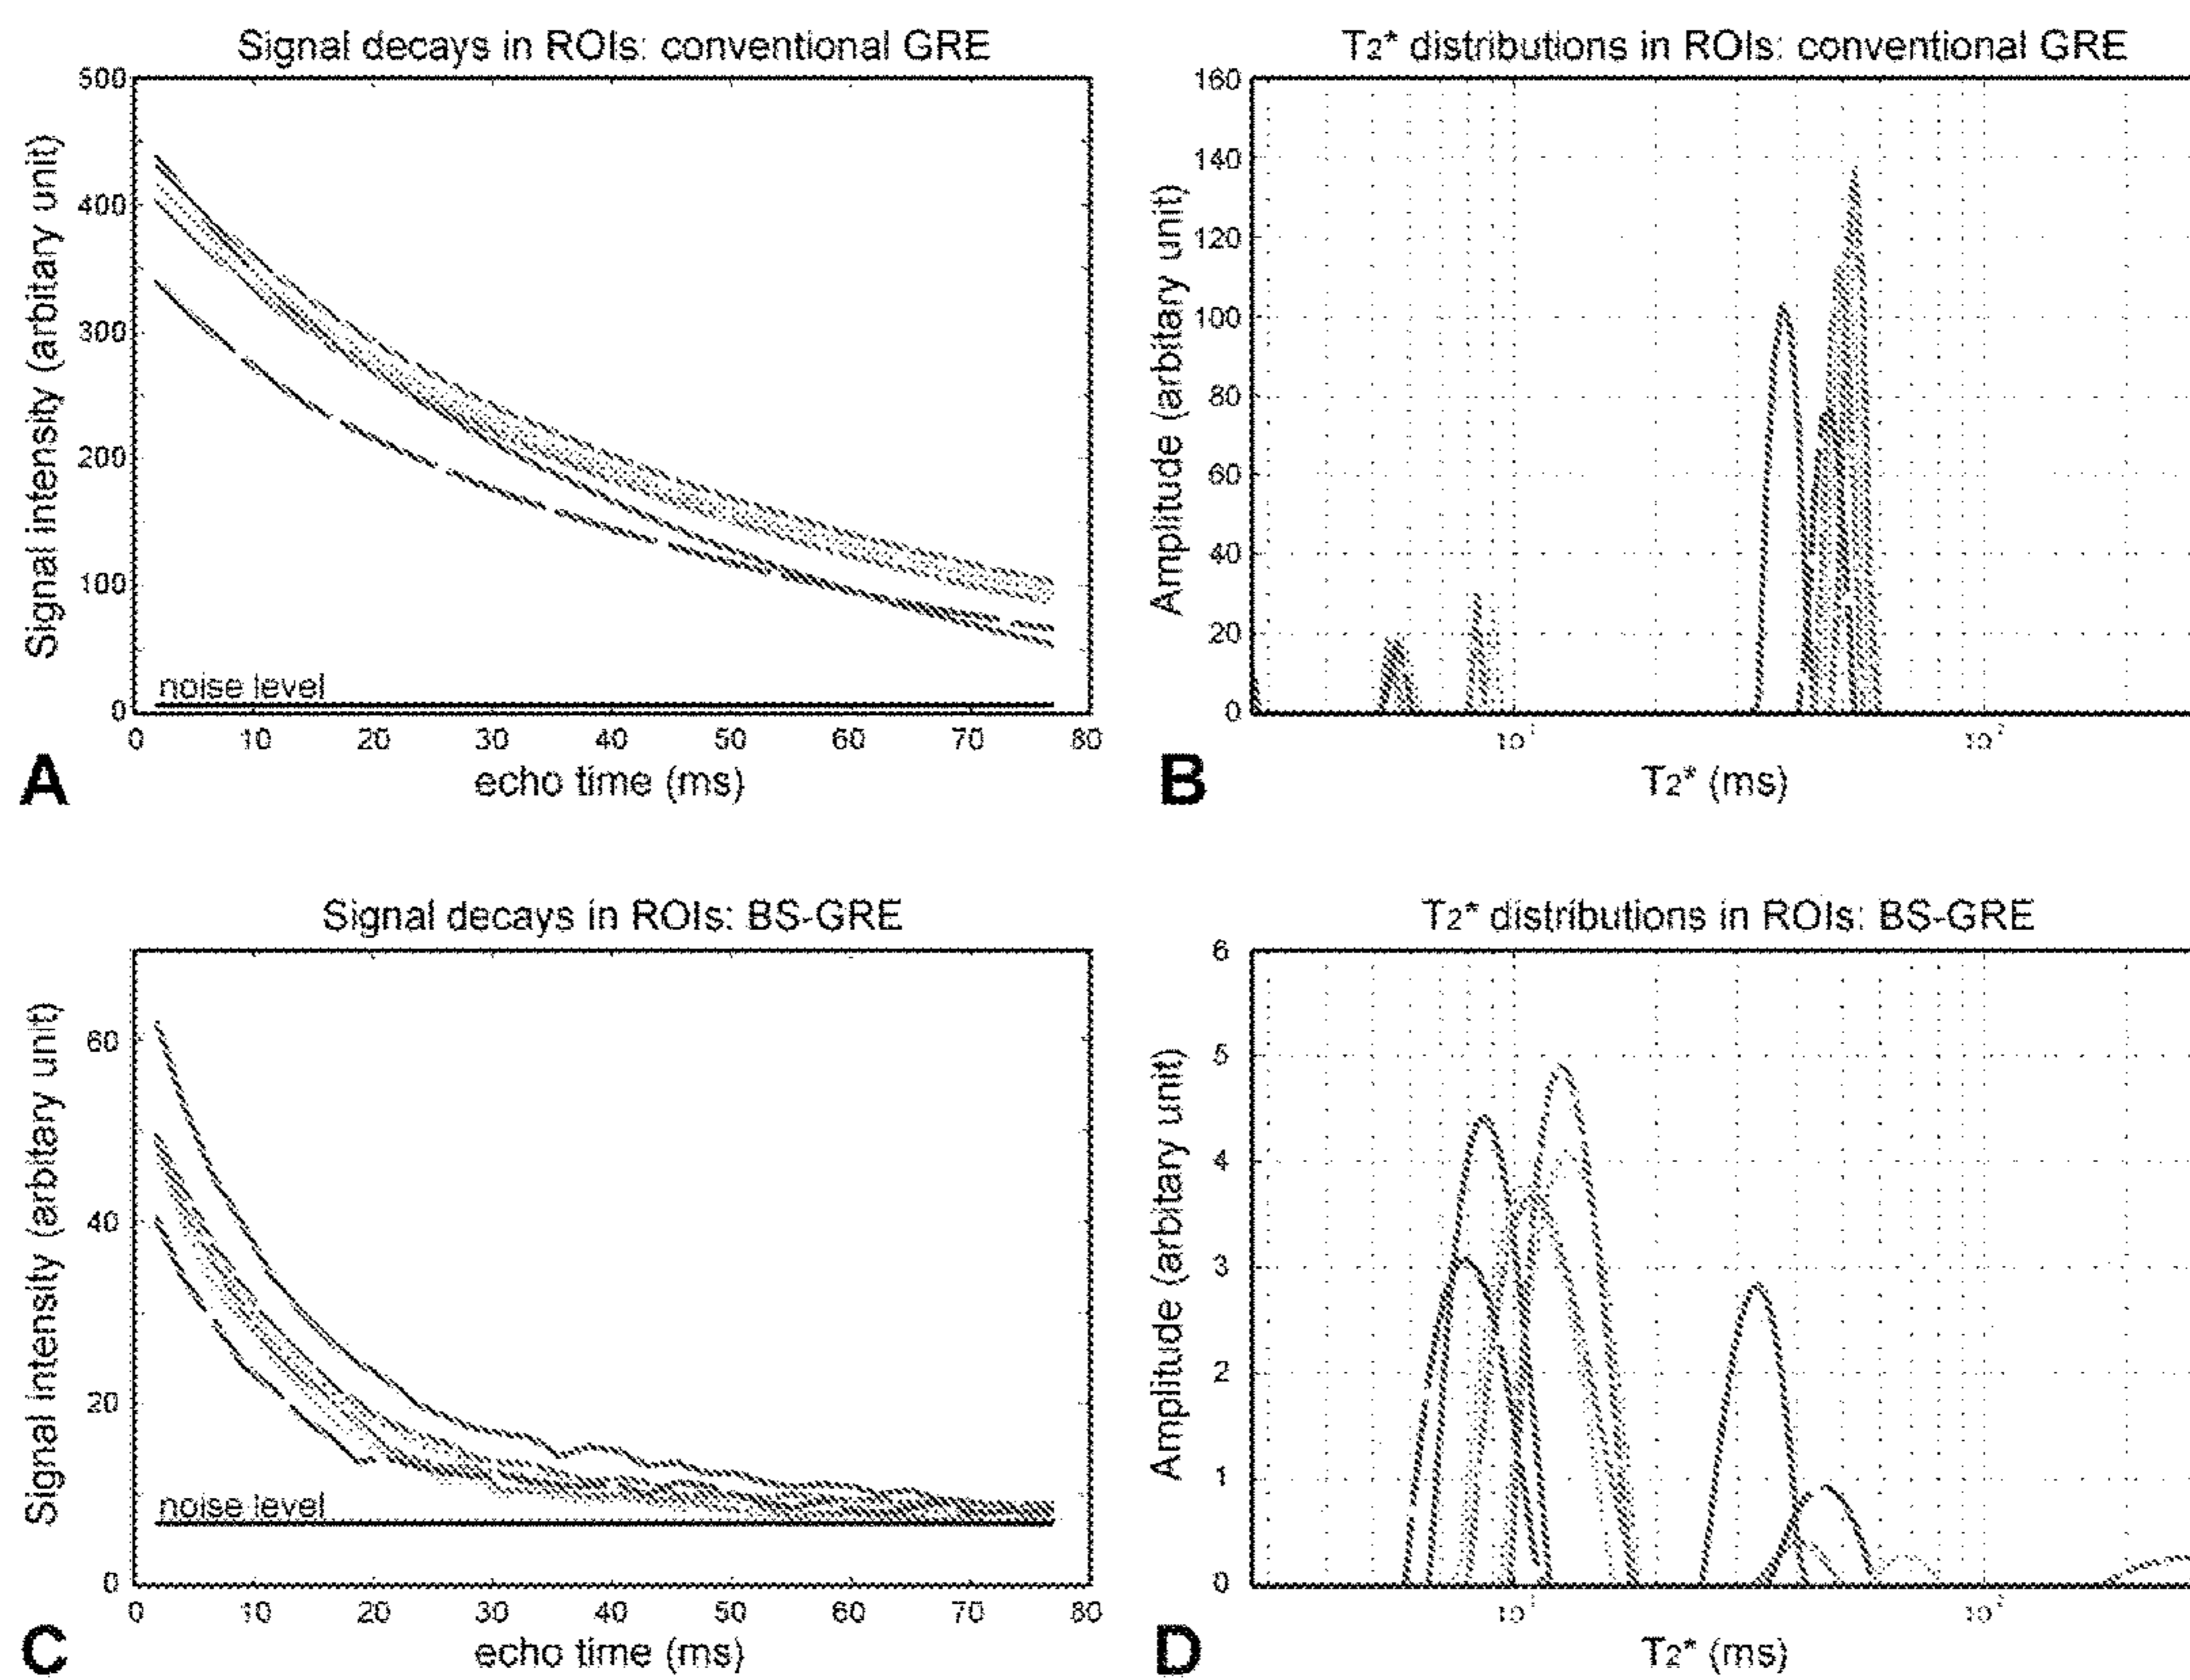 Signal decays in ROIs: conventional GRE
Signal intensity (arbitrary unit)
500
400
300
200
100
0
noise level
0 10 20 30 40 50 60 70 80
echo time (ms)
A
T2* distributions in ROIs: conventional GRE
Amplitude (arbitary unit)
160
140
120
100
80
60
40
20
0
10¹ 10²
T2* (ms)
B
Signal decays in ROIs: BS-GRE
Signal intensity (arbitary unit)
60
40
20
0
noise level
0 10 20 30 40 50 60 70 80
echo time (ms)
C
T2* distributions in ROIs: BS-GRE
Amplitude (arbitary unit)
6
5
4
3
2
1
0
T2* (ms)
D